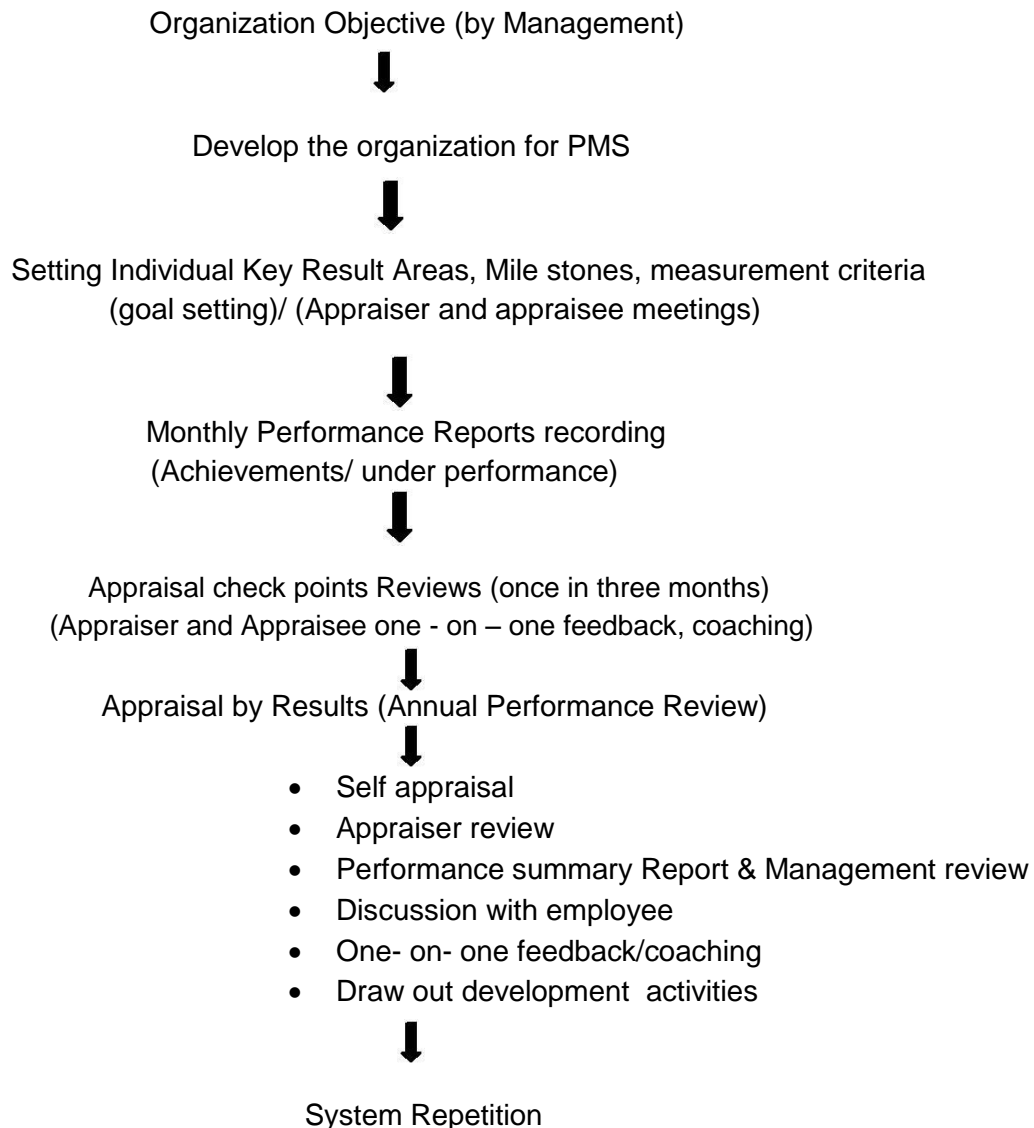 Organization Objective (by Management)
Develop the organization for PMS
Setting Individual Key Result Areas, Mile stones, measurement criteria
(goal setting)/ (Appraiser and appraisee meetings)
Monthly Performance Reports recording
(Achievements/ under performance)
Appraisal check points Reviews (once in three months)
(Appraiser and Appraisee one - on – one feedback, coaching)
Appraisal by Results (Annual Performance Review)
• Self appraisal
• Appraiser review
• Performance summary Report & Management review
• Discussion with employee
• One- on- one feedback/coaching
• Draw out development activities
System Repetition